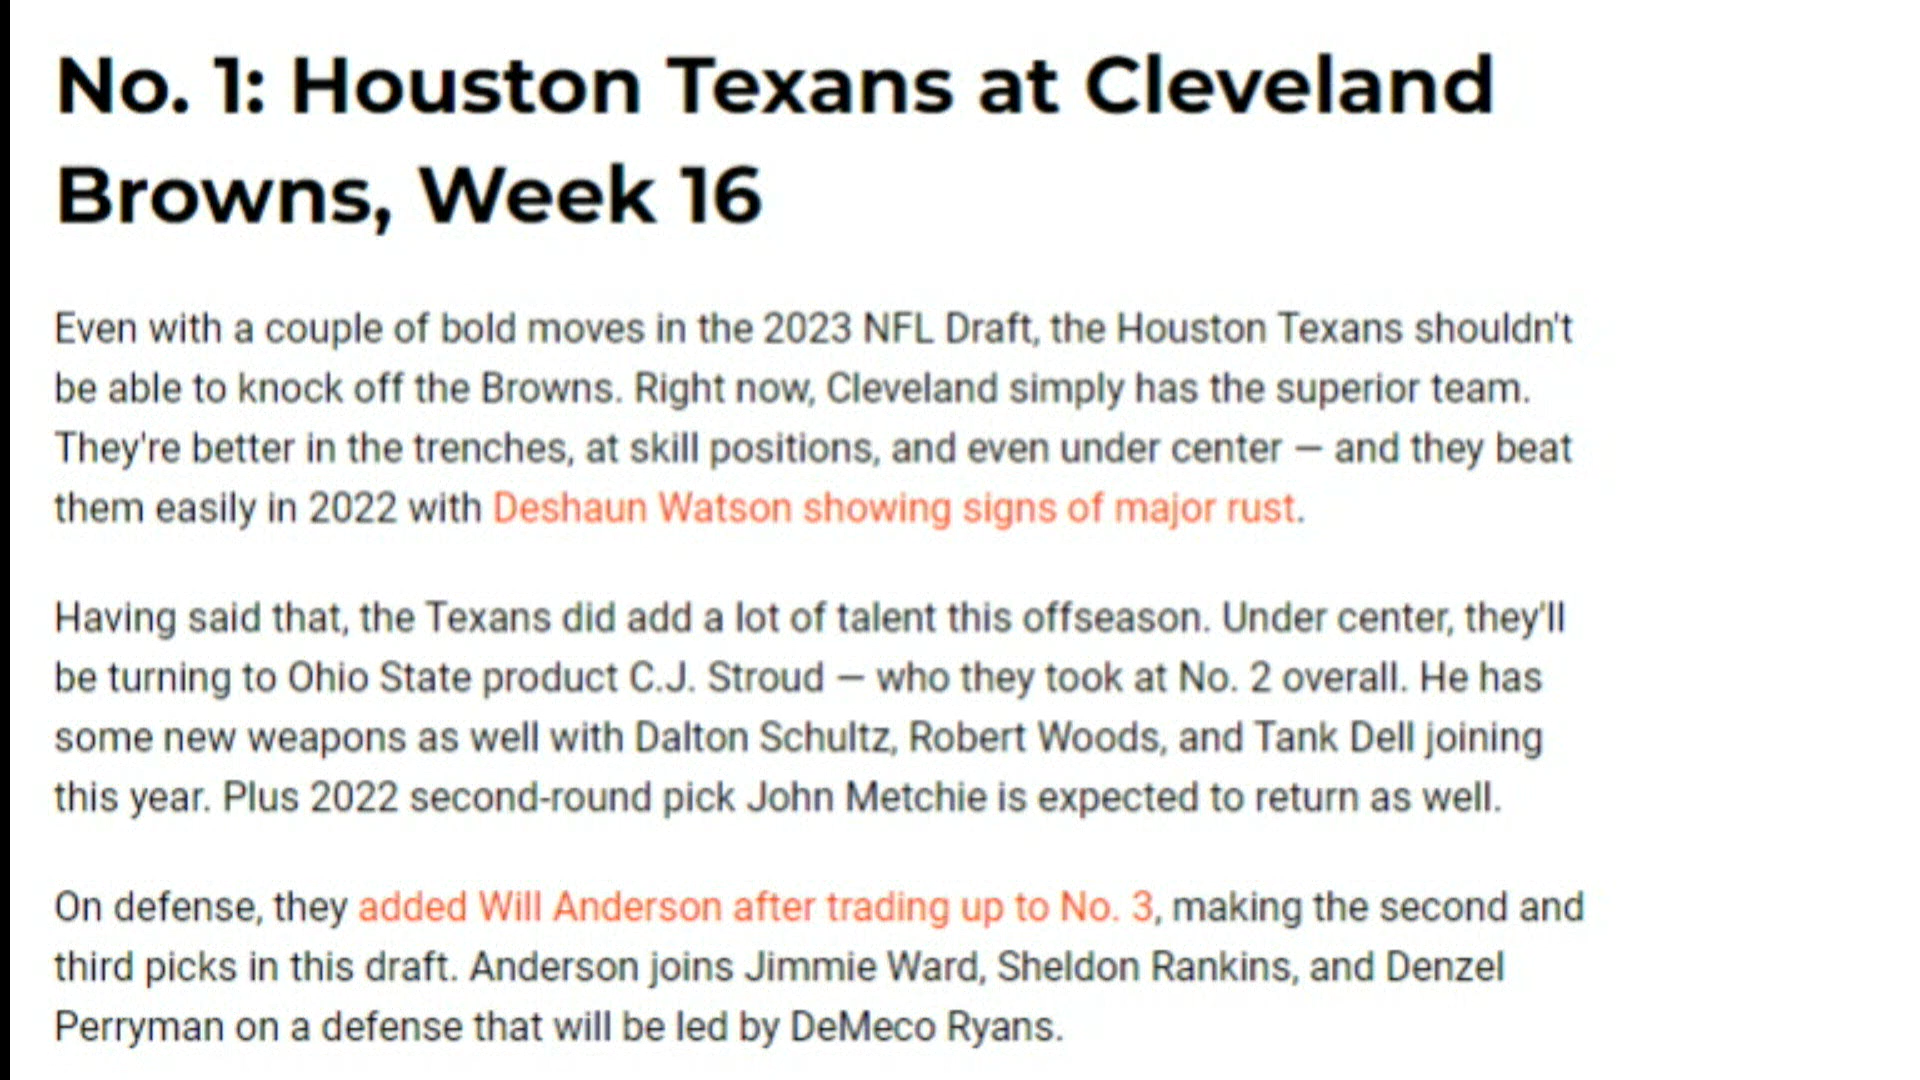 No. 1: Houston Texans at Cleveland
Browns, Week 16
Even with a couple of bold moves in the 2023 NFL Draft, the Houston Texans shouldn't
be able to knock off the Browns. Right now, Cleveland simply has the superior team.
They're better in the trenches, at skill positions, and even under center — and they beat
them easily in 2022 with Deshaun Watson showing signs of major rust.
Having said that, the Texans did add a lot of talent this offseason. Under center, they'll
be turning to Ohio State product C.J. Stroud — who they took at No. 2 overall. He has
some new weapons as well with Dalton Schultz, Robert Woods, and Tank Dell joining
this year. Plus 2022 second-round pick John Metchie is expected to return as well.
On defense, they added Will Anderson after trading up to No. 3, making the second and
third picks in this draft. Anderson joins Jimmie Ward, Sheldon Rankins, and Denzel
Perryman on a defense that will be led by DeMeco Ryans.